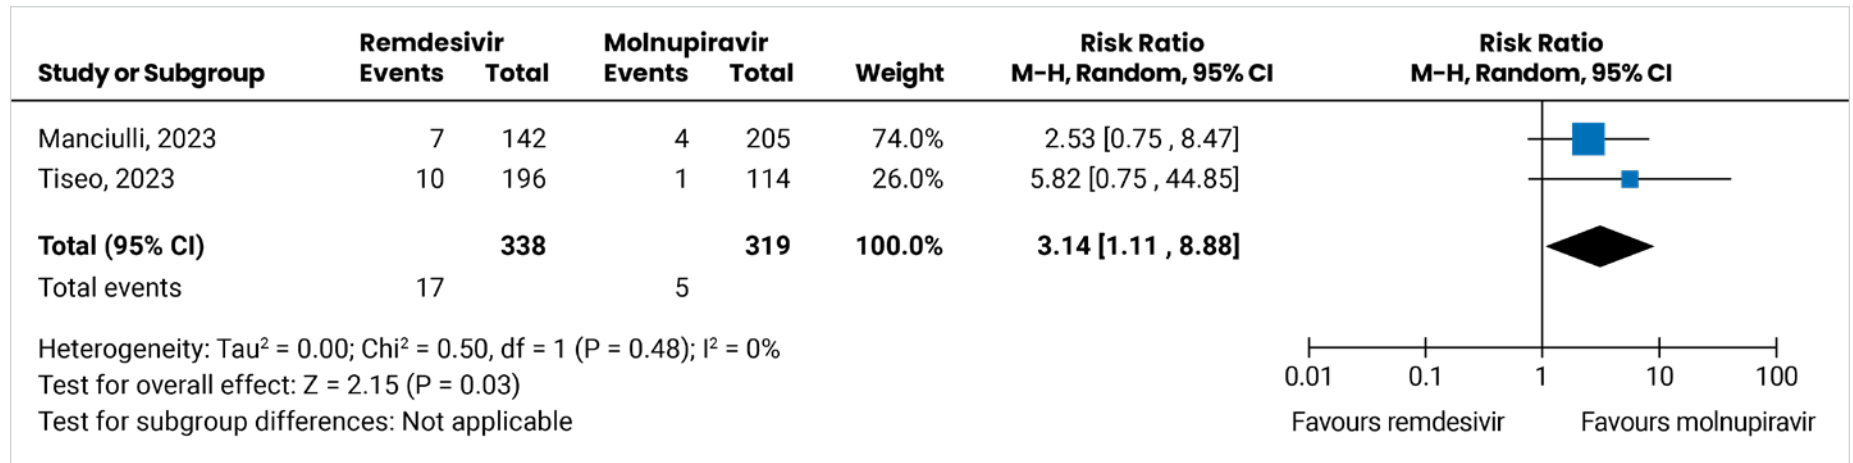 Remdesivir Molnupiravir Risk Ratio Risk Ratio
Study or Subgroup Events Total Events Total Weight M-H, Random, 95% CI M-H, Random, 95% CI
Manciulli, 2023 7 142 4 205 74.0% 2.53 [0.75 , 8.47]
Tiseo, 2023 10 196 1 114 26.0% 5.82 [0.75 , 44.85]
Total (95% CI) 338 319 100.0% 3.14 [1.11 , 8.88]
Total events 17 5
Heterogeneity: Tau² = 0.00; Chi² = 0.50, df = 1 (P = 0.48); I² = 0%
Test for overall effect: Z = 2.15 (P = 0.03)
Test for subgroup differences: Not applicable
0.01 0.1 1 10 100
Favours remdesivir Favours molnupiravir